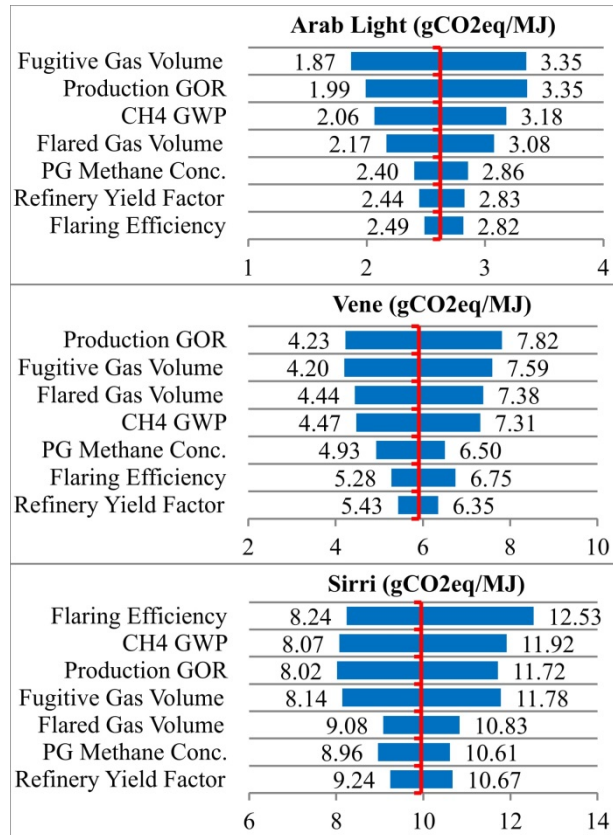 Arab Light (gCO2eq/MJ)
Fugitive Gas Volume 1.87 3.35
Production GOR 1.99 3.35
CH4 GWP 2.06 3.18
Flared Gas Volume 2.17 3.08
PG Methane Conc. 2.40 2.86
Refinery Yield Factor 2.44 2.83
Flaring Efficiency 2.49 2.82
1 2 3 4
Vene (gCO2eq/MJ)
Production GOR 4.23 7.82
Fugitive Gas Volume 4.20 7.59
Flared Gas Volume 4.44 7.38
CH4 GWP 4.47 7.31
PG Methane Conc. 4.93 6.50
Flaring Efficiency 5.28 6.75
Refinery Yield Factor 5.43 6.35
2 4 6 8 10
Sirri (gCO2eq/MJ)
Flaring Efficiency 8.24 12.53
CH4 GWP 8.07 11.92
Production GOR 8.02 11.72
Fugitive Gas Volume 8.14 11.78
Flared Gas Volume 9.08 10.83
PG Methane Conc. 8.96 10.61
Refinery Yield Factor 9.24 10.67
6 8 10 12 14